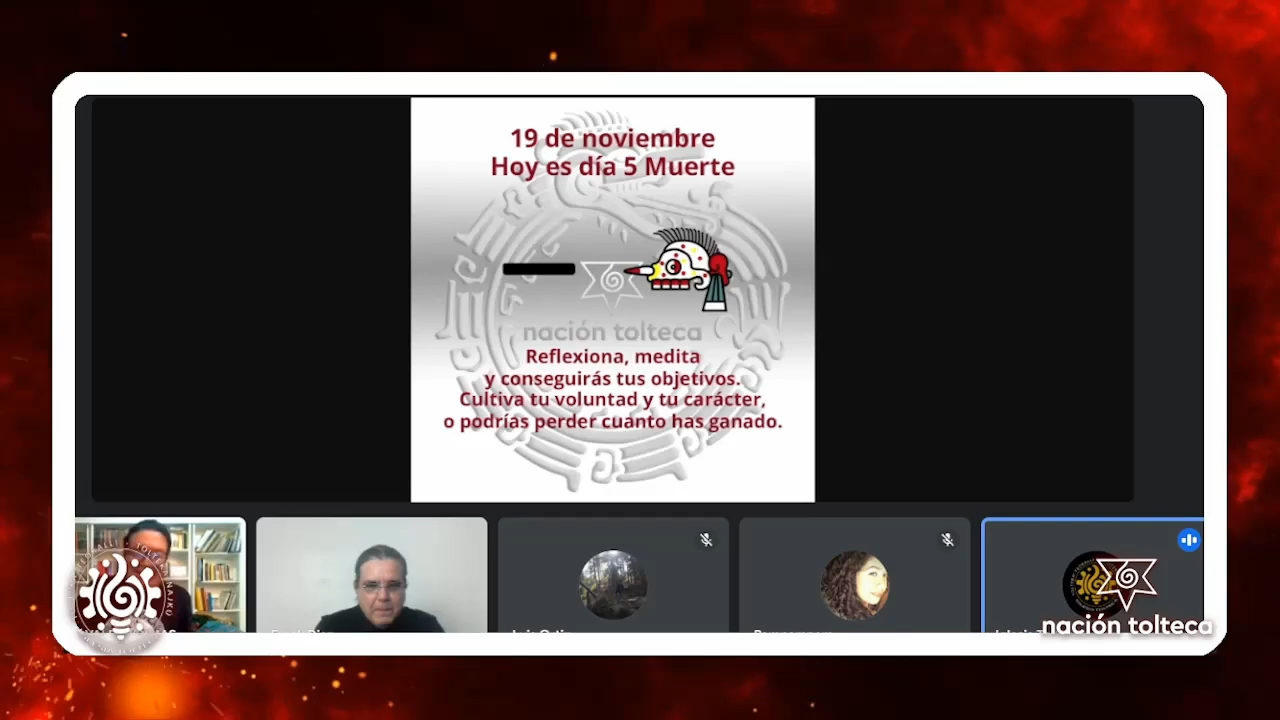 19 de noviembre
Hoy es día 5 Muerte
nación tolteca
Reflexiona, medita
y conseguirás tus objetivos.
Cultiva tu voluntad y tu carácter,
o podrías perder cuanto has ganado.
nación tolteca